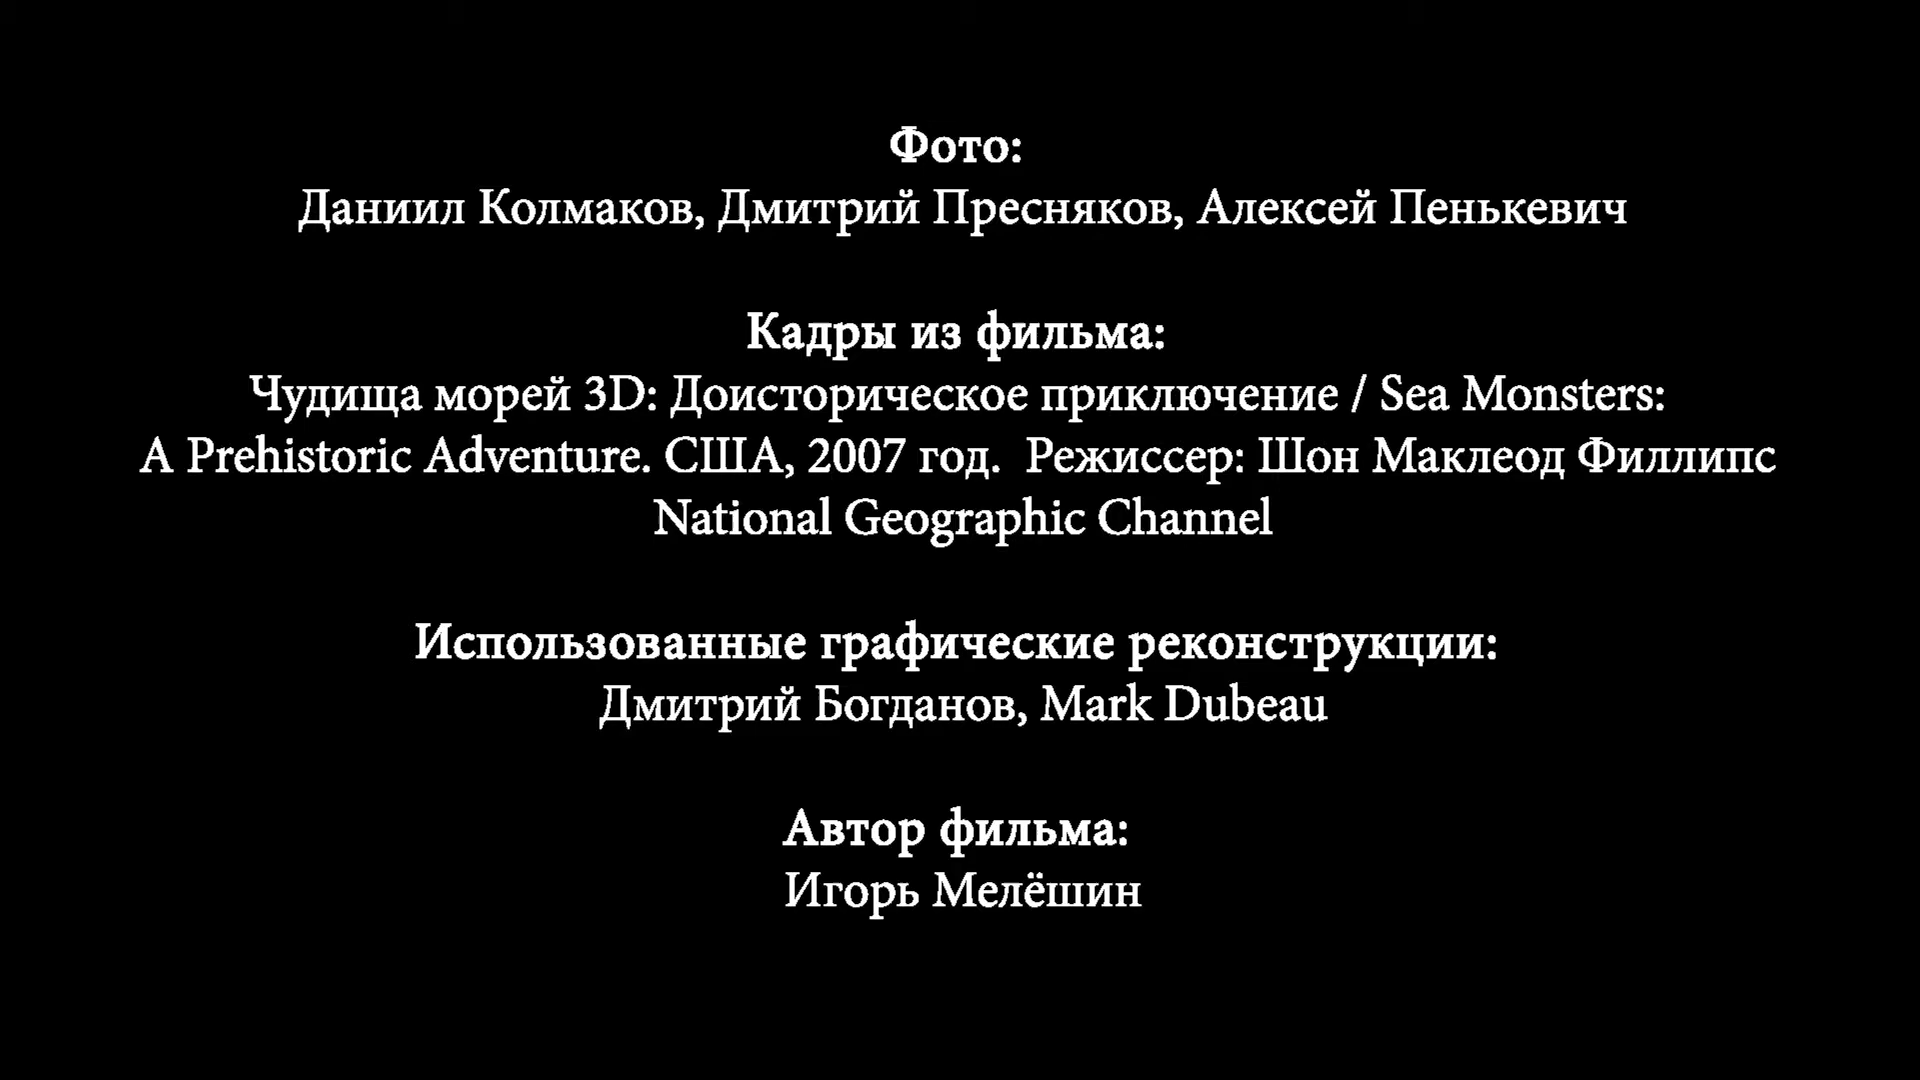 Фото:
Даниил Колмаков, Дмитрий Пресняков, Алексей Пенькевич
Кадры из фильма:
Чудища морей 3D: Доисторическое приключение / Sea Monsters:
A Prehistoric Adventure. США, 2007 год. Режиссер: Шон Маклеод Филлипс
National Geographic Channel
Использованные графические реконструкции:
Дмитрий Богданов, Mark Dubeau
Автор фильма:
Игорь Мелёшин